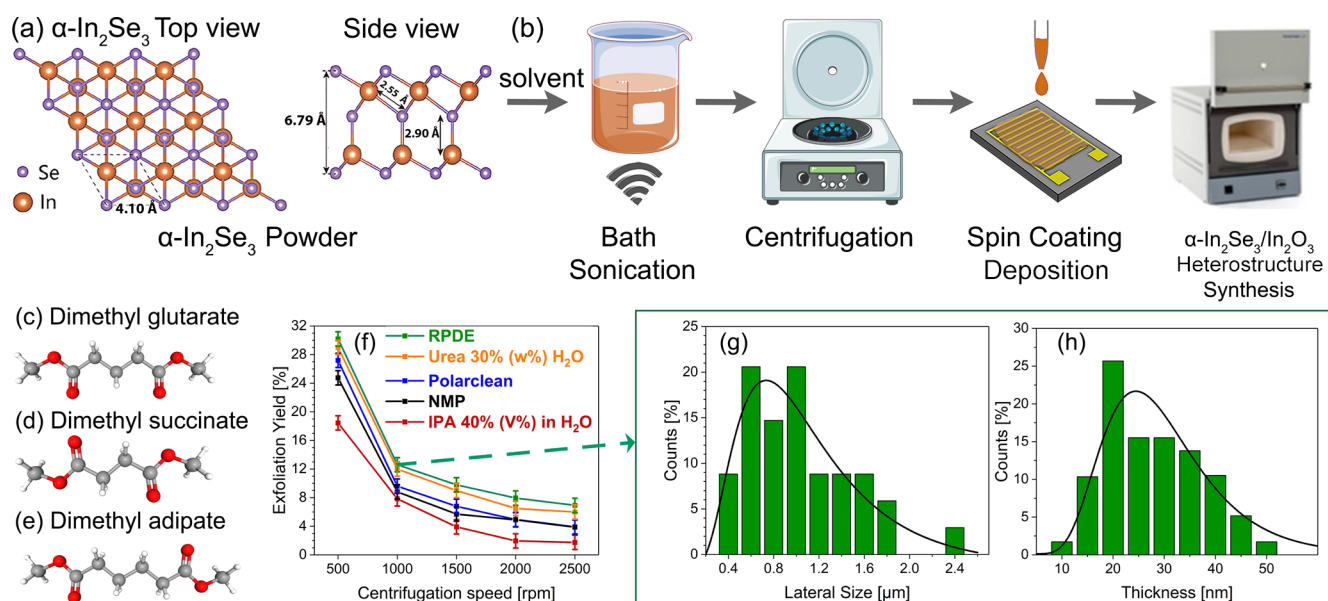 (a) α-In₂Se₃ Top view
Side view
(b)
solvent
2.55 Å
6.79 Å
2.90 Å
Se
In
4.10 Å
α-In₂Se₃ Powder
Bath
Sonication
Centrifugation
Spin Coating
Deposition
α-In₂Se₃/In₂O₃
Heterostructure
Synthesis
(c) Dimethyl glutarate
(d) Dimethyl succinate
(e) Dimethyl adipate
(f)
RPDE
Urea 30% (w%) H₂O
Polarclean
NMP
IPA 40% (V%) in H₂O
Exfoliation Yield [%]
32
28
24
20
16
12
8
4
0
500 1000 1500 2000 2500
Centrifugation speed [rpm]
(g)
Counts [%]
25
20
15
10
5
0
0.4 0.8 1.2 1.6 2.0 2.4
Lateral Size [µm]
(h)
Counts [%]
30
25
20
15
10
5
0
10 20 30 40 50
Thickness [nm]